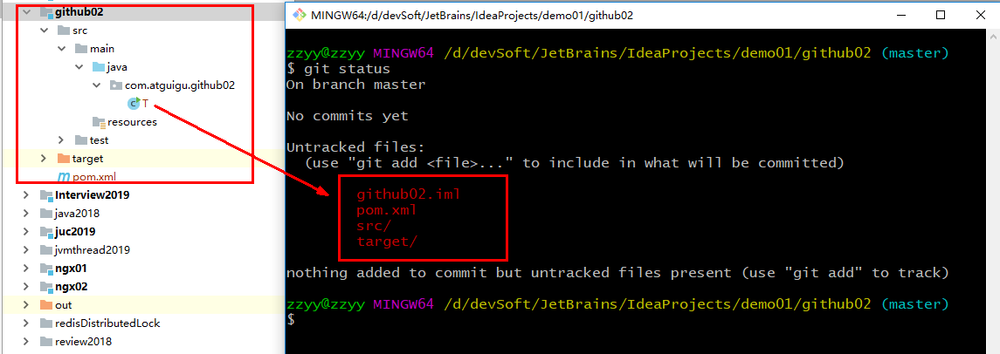 github02
src
main
java
com.atguigu.github02
T
resources
test
target
pom.xml
Interview2019
java2018
juc2019
jvmthread2019
ngx01
ngx02
out
redisDistributedLock
review2018
MINGW64:/d/devSoft/JetBrains/IdeaProjects/demo01/github02
zzyy@zzyy MINGW64 /d/devSoft/JetBrains/IdeaProjects/demo01/github02 (master)
$ git status
On branch master
No commits yet
Untracked files:
(use "git add <file>..." to include in what will be committed)
github02.iml
pom.xml
src/
target/
nothing added to commit but untracked files present (use "git add" to track)
zzyy@zzyy MINGW64 /d/devSoft/JetBrains/IdeaProjects/demo01/github02 (master)
$